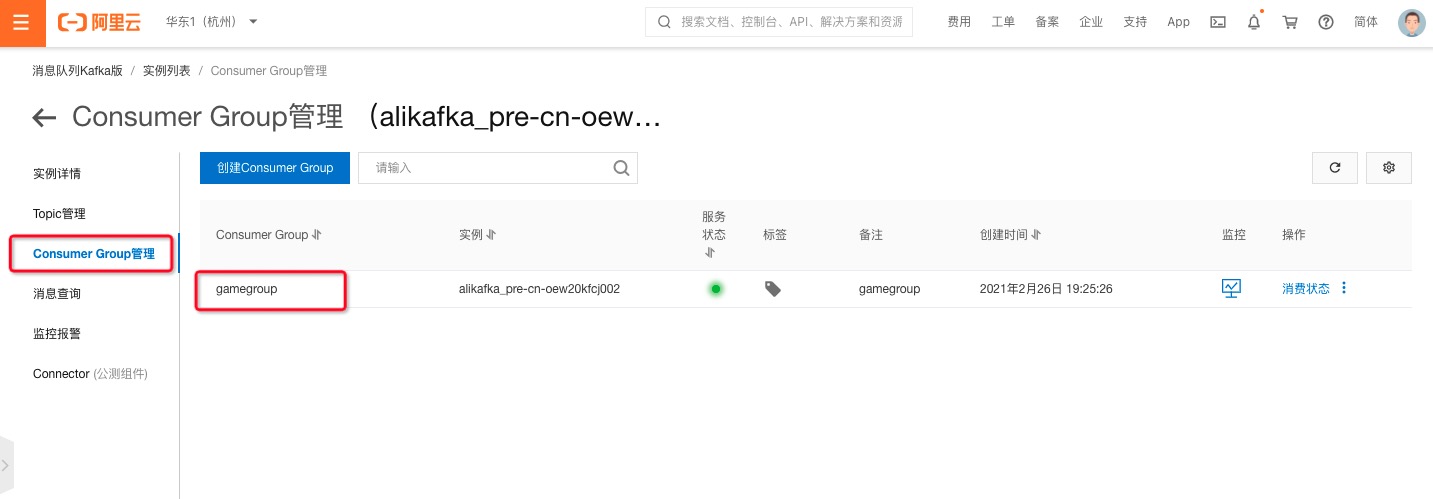 阿里云 华东1（杭州） 搜索文档、控制台、API、解决方案和资源 费用 工单 备案 企业 支持 App 简体
消息队列Kafka版 / 实例列表 / Consumer Group管理
Consumer Group管理 （alikafka_pre-cn-oew…
实例详情
Topic管理
Consumer Group管理
消息查询
监控报警
Connector (公测组件)
创建Consumer Group 请输入
Consumer Group 实例 服务状态 标签 备注 创建时间 监控 操作
gamegroup alikafka_pre-cn-oew20kfcj002 gamegroup 2021年2月26日 19:25:26 消费状态